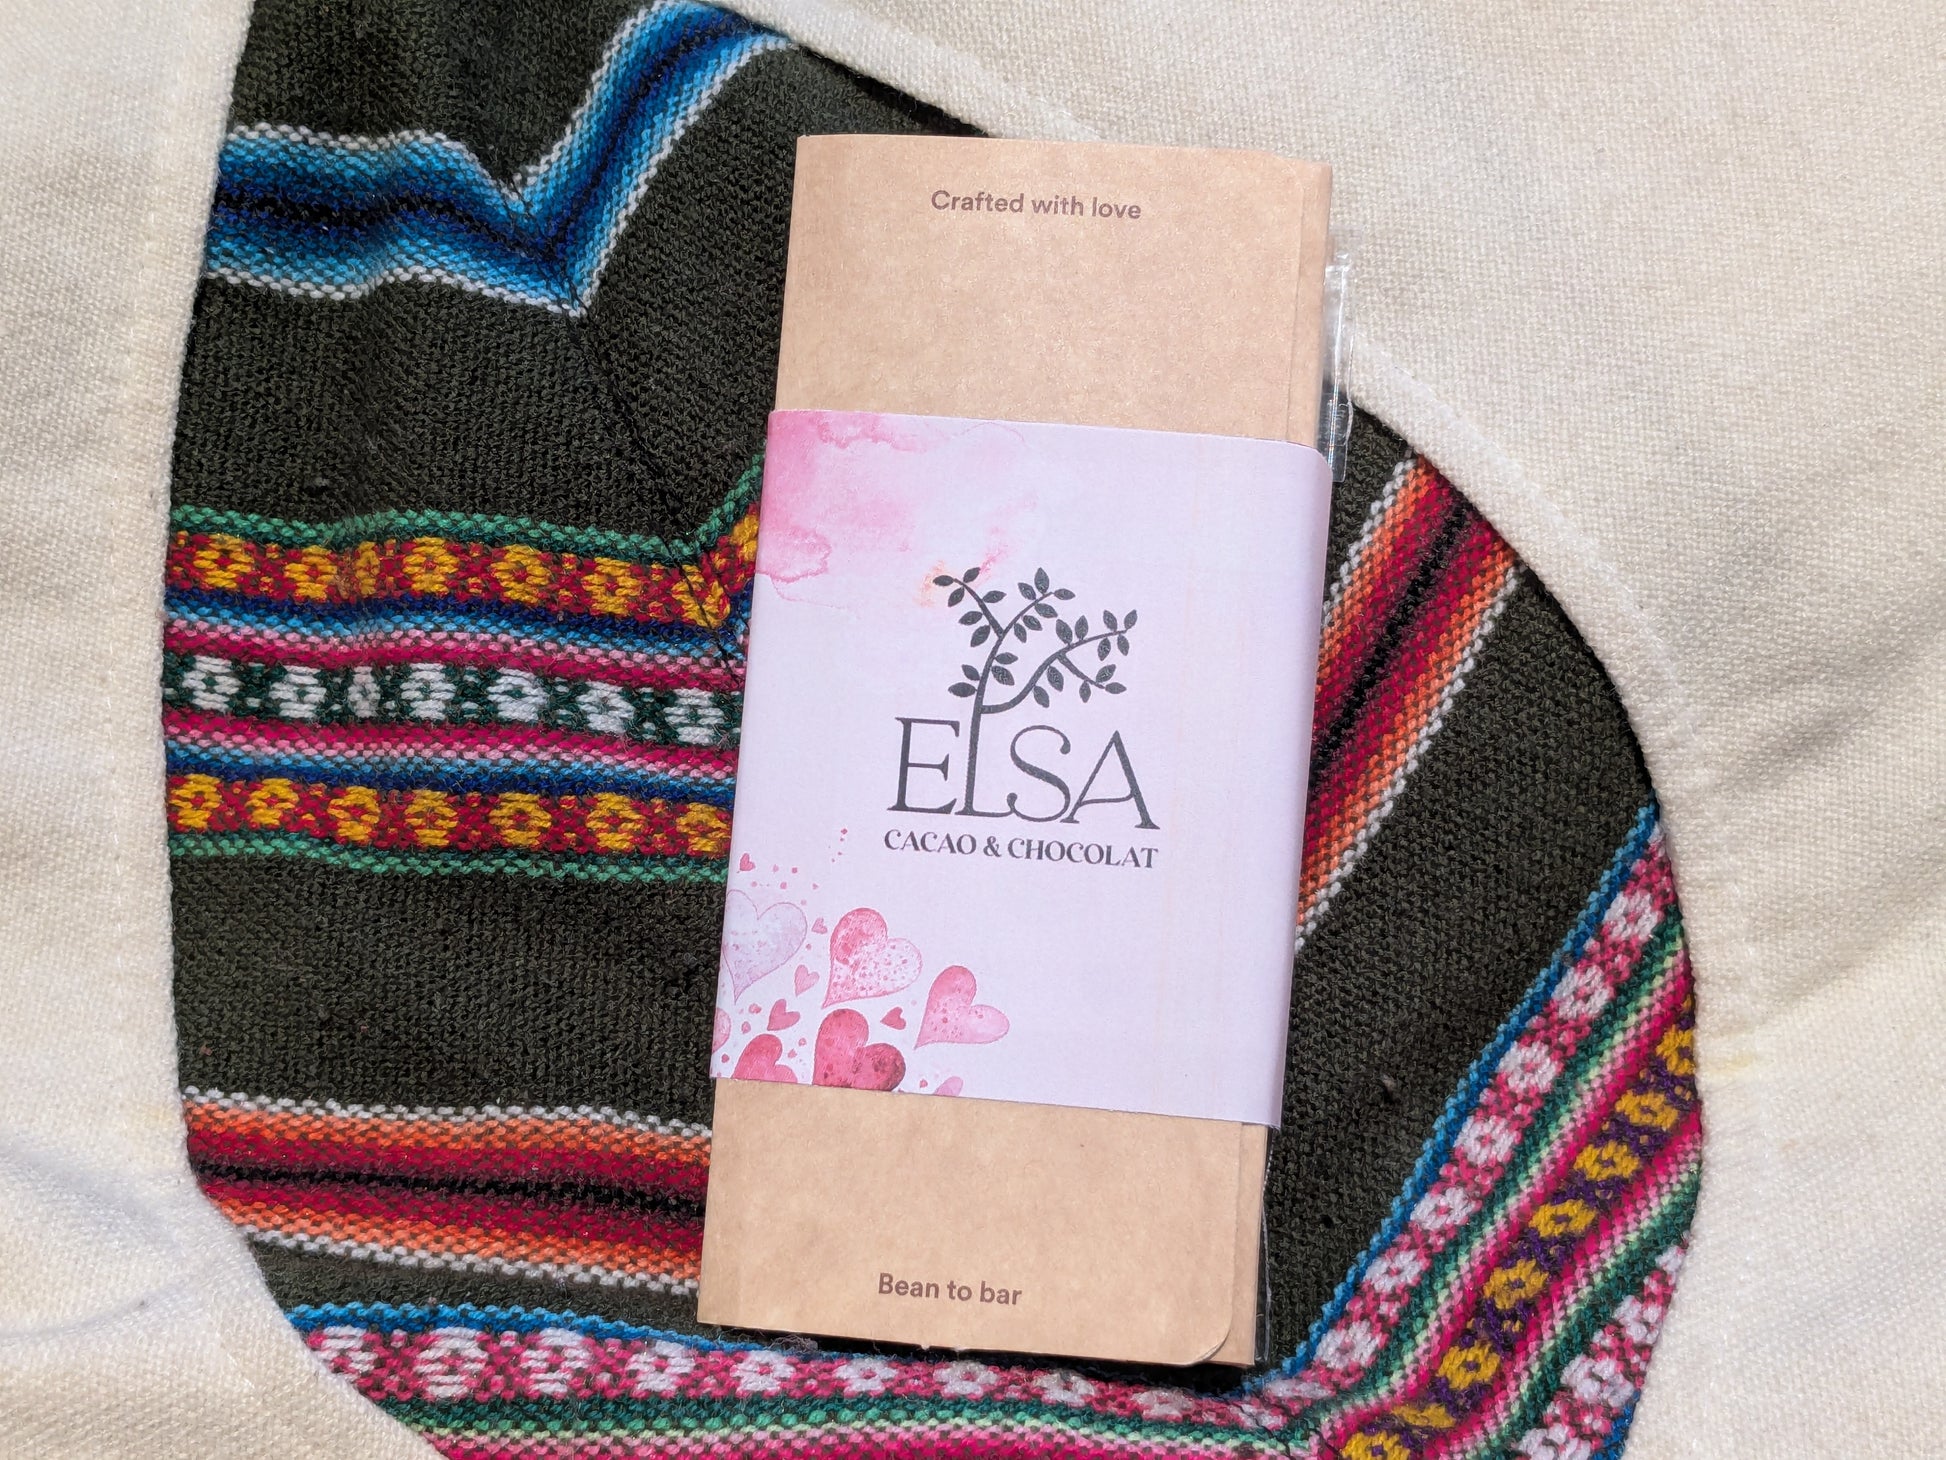 Crafted with love
ELSA
CACAO & CHOCOLAT
Bean to bar